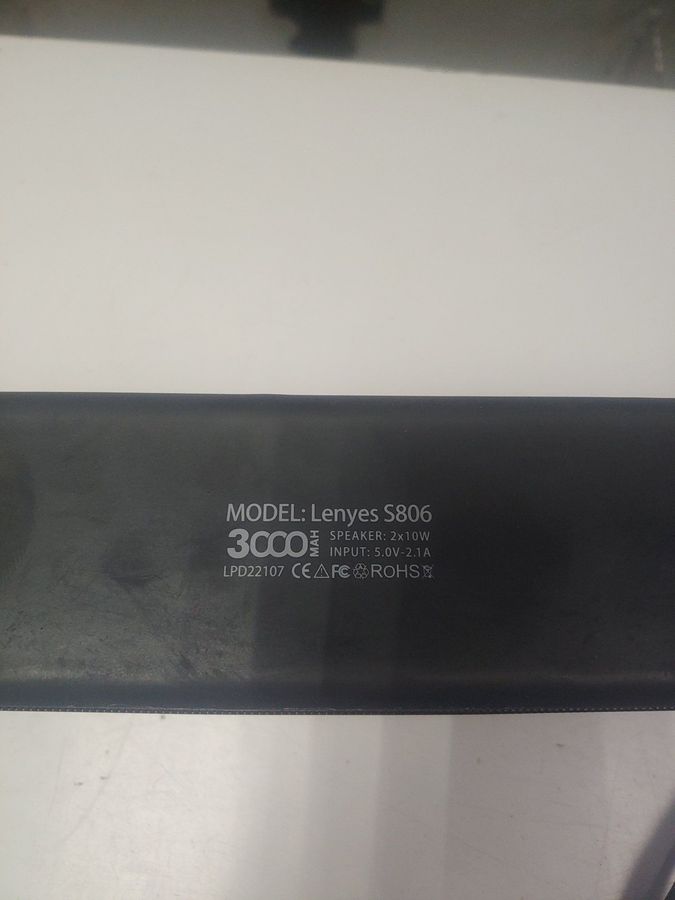 MODEL: Lenyes S806
3000 MAH
SPEAKER: 2x10W
INPUT: 5.0V-2.1A
LPD22107 CE FC ROHS